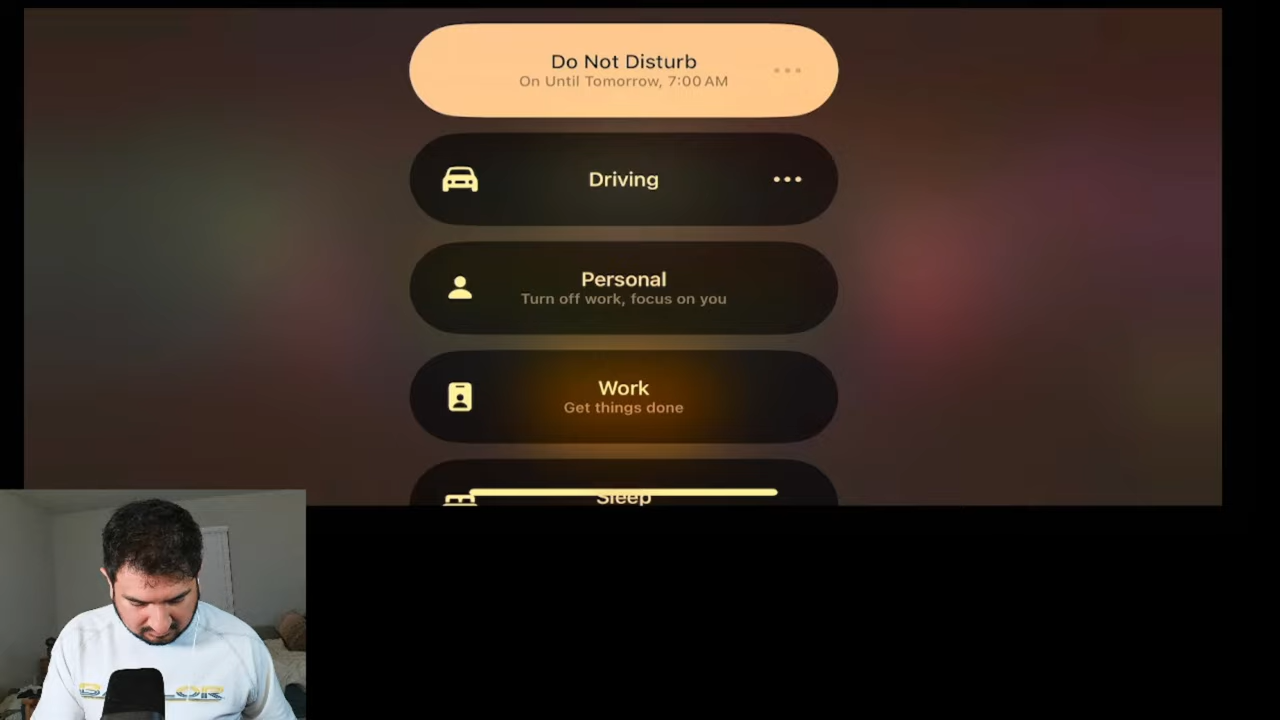 Do Not Disturb
On Until Tomorrow, 7:00 AM
Driving
Personal
Turn off work, focus on you
Work
Get things done
Sleep